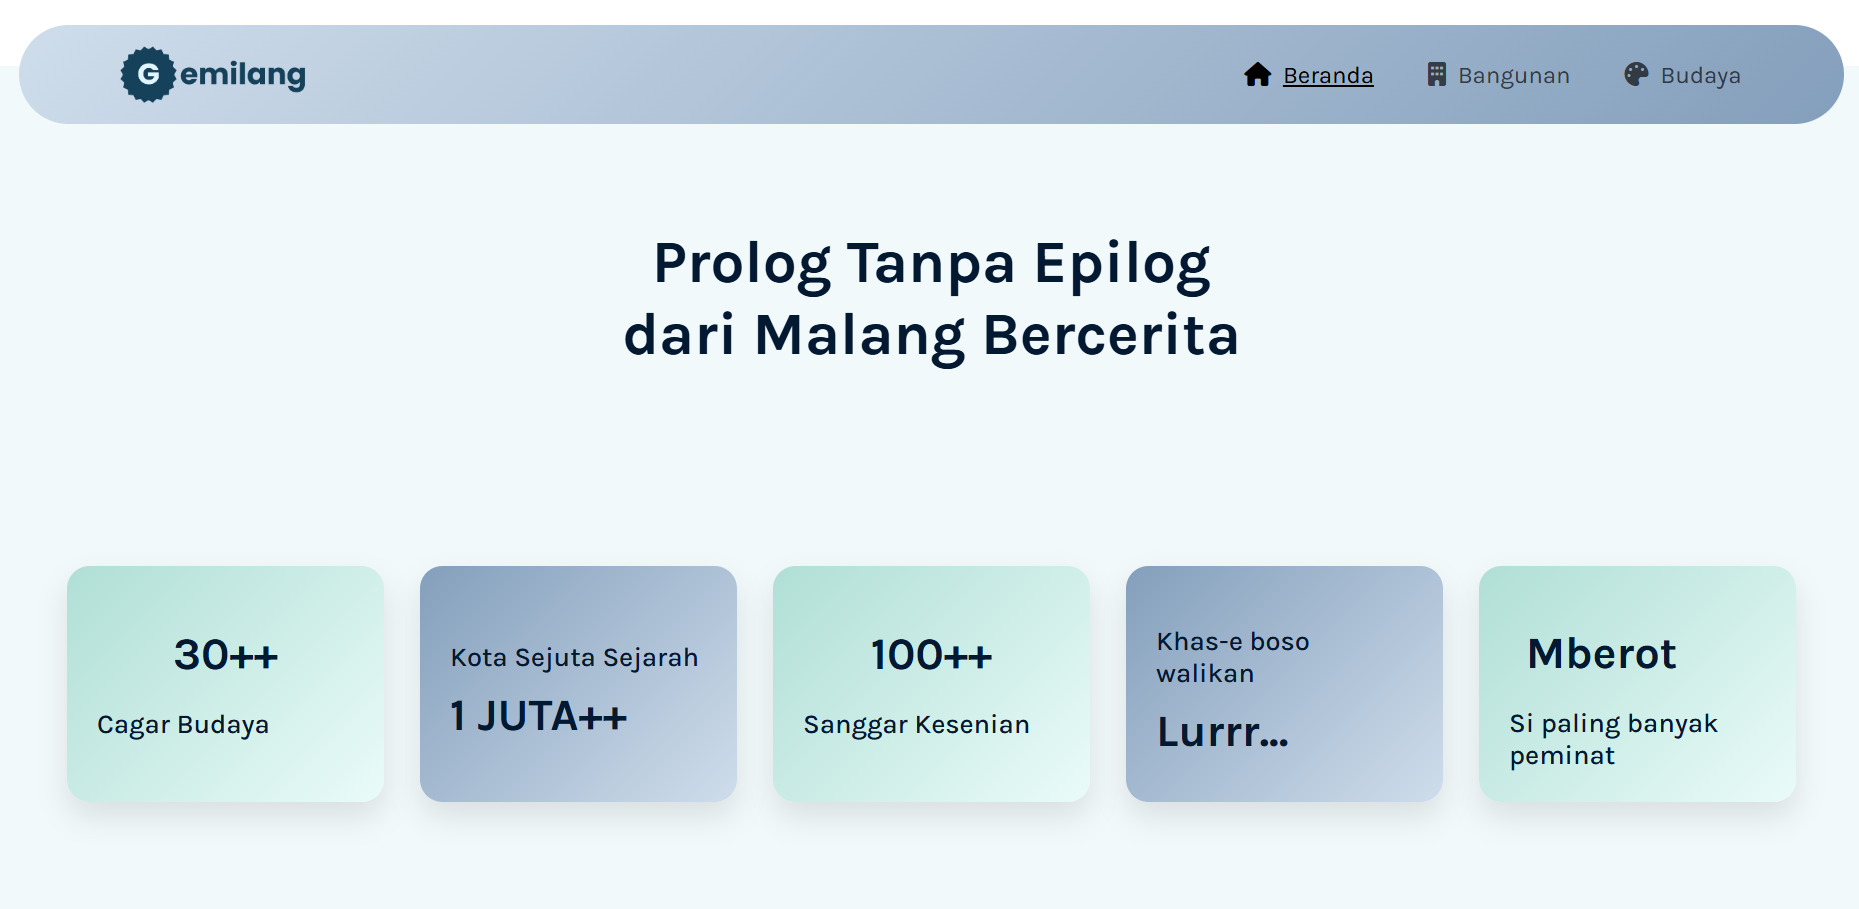 Gemilang
Beranda
Bangunan
Budaya
Prolog Tanpa Epilog
dari Malang Bercerita
30++
Cagar Budaya
Kota Sejuta Sejarah
1 JUTA++
100++
Sanggar Kesenian
Khas-e boso
walikan
Lurrr...
Mberot
Si paling banyak
peminat